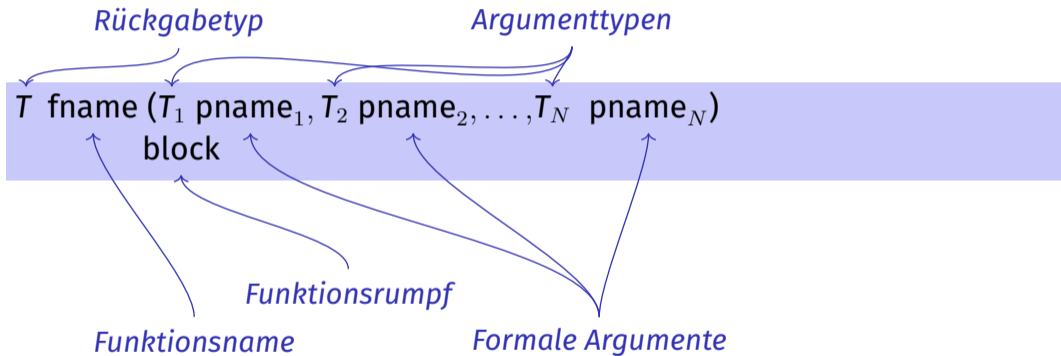 Rückgabetyp Argumenttypen
T fname (T₁ pname₁, T₂ pname₂, ..., T_N pname_N)
block
Funktionsrumpf
Funktionsname Formale Argumente